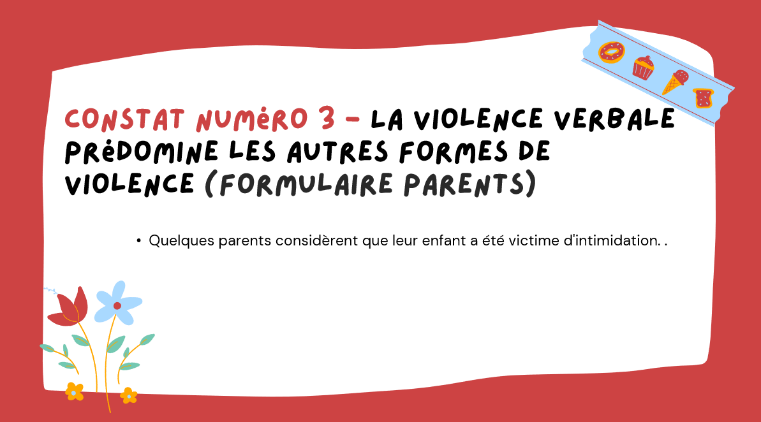 CONSTAT NUMÉRO 3 - LA VIOLENCE VERBALE
PRÉDOMINE LES AUTRES FORMES DE
VIOLENCE (FORMULAIRE PARENTS)
• Quelques parents considèrent que leur enfant a été victime d'intimidation. .